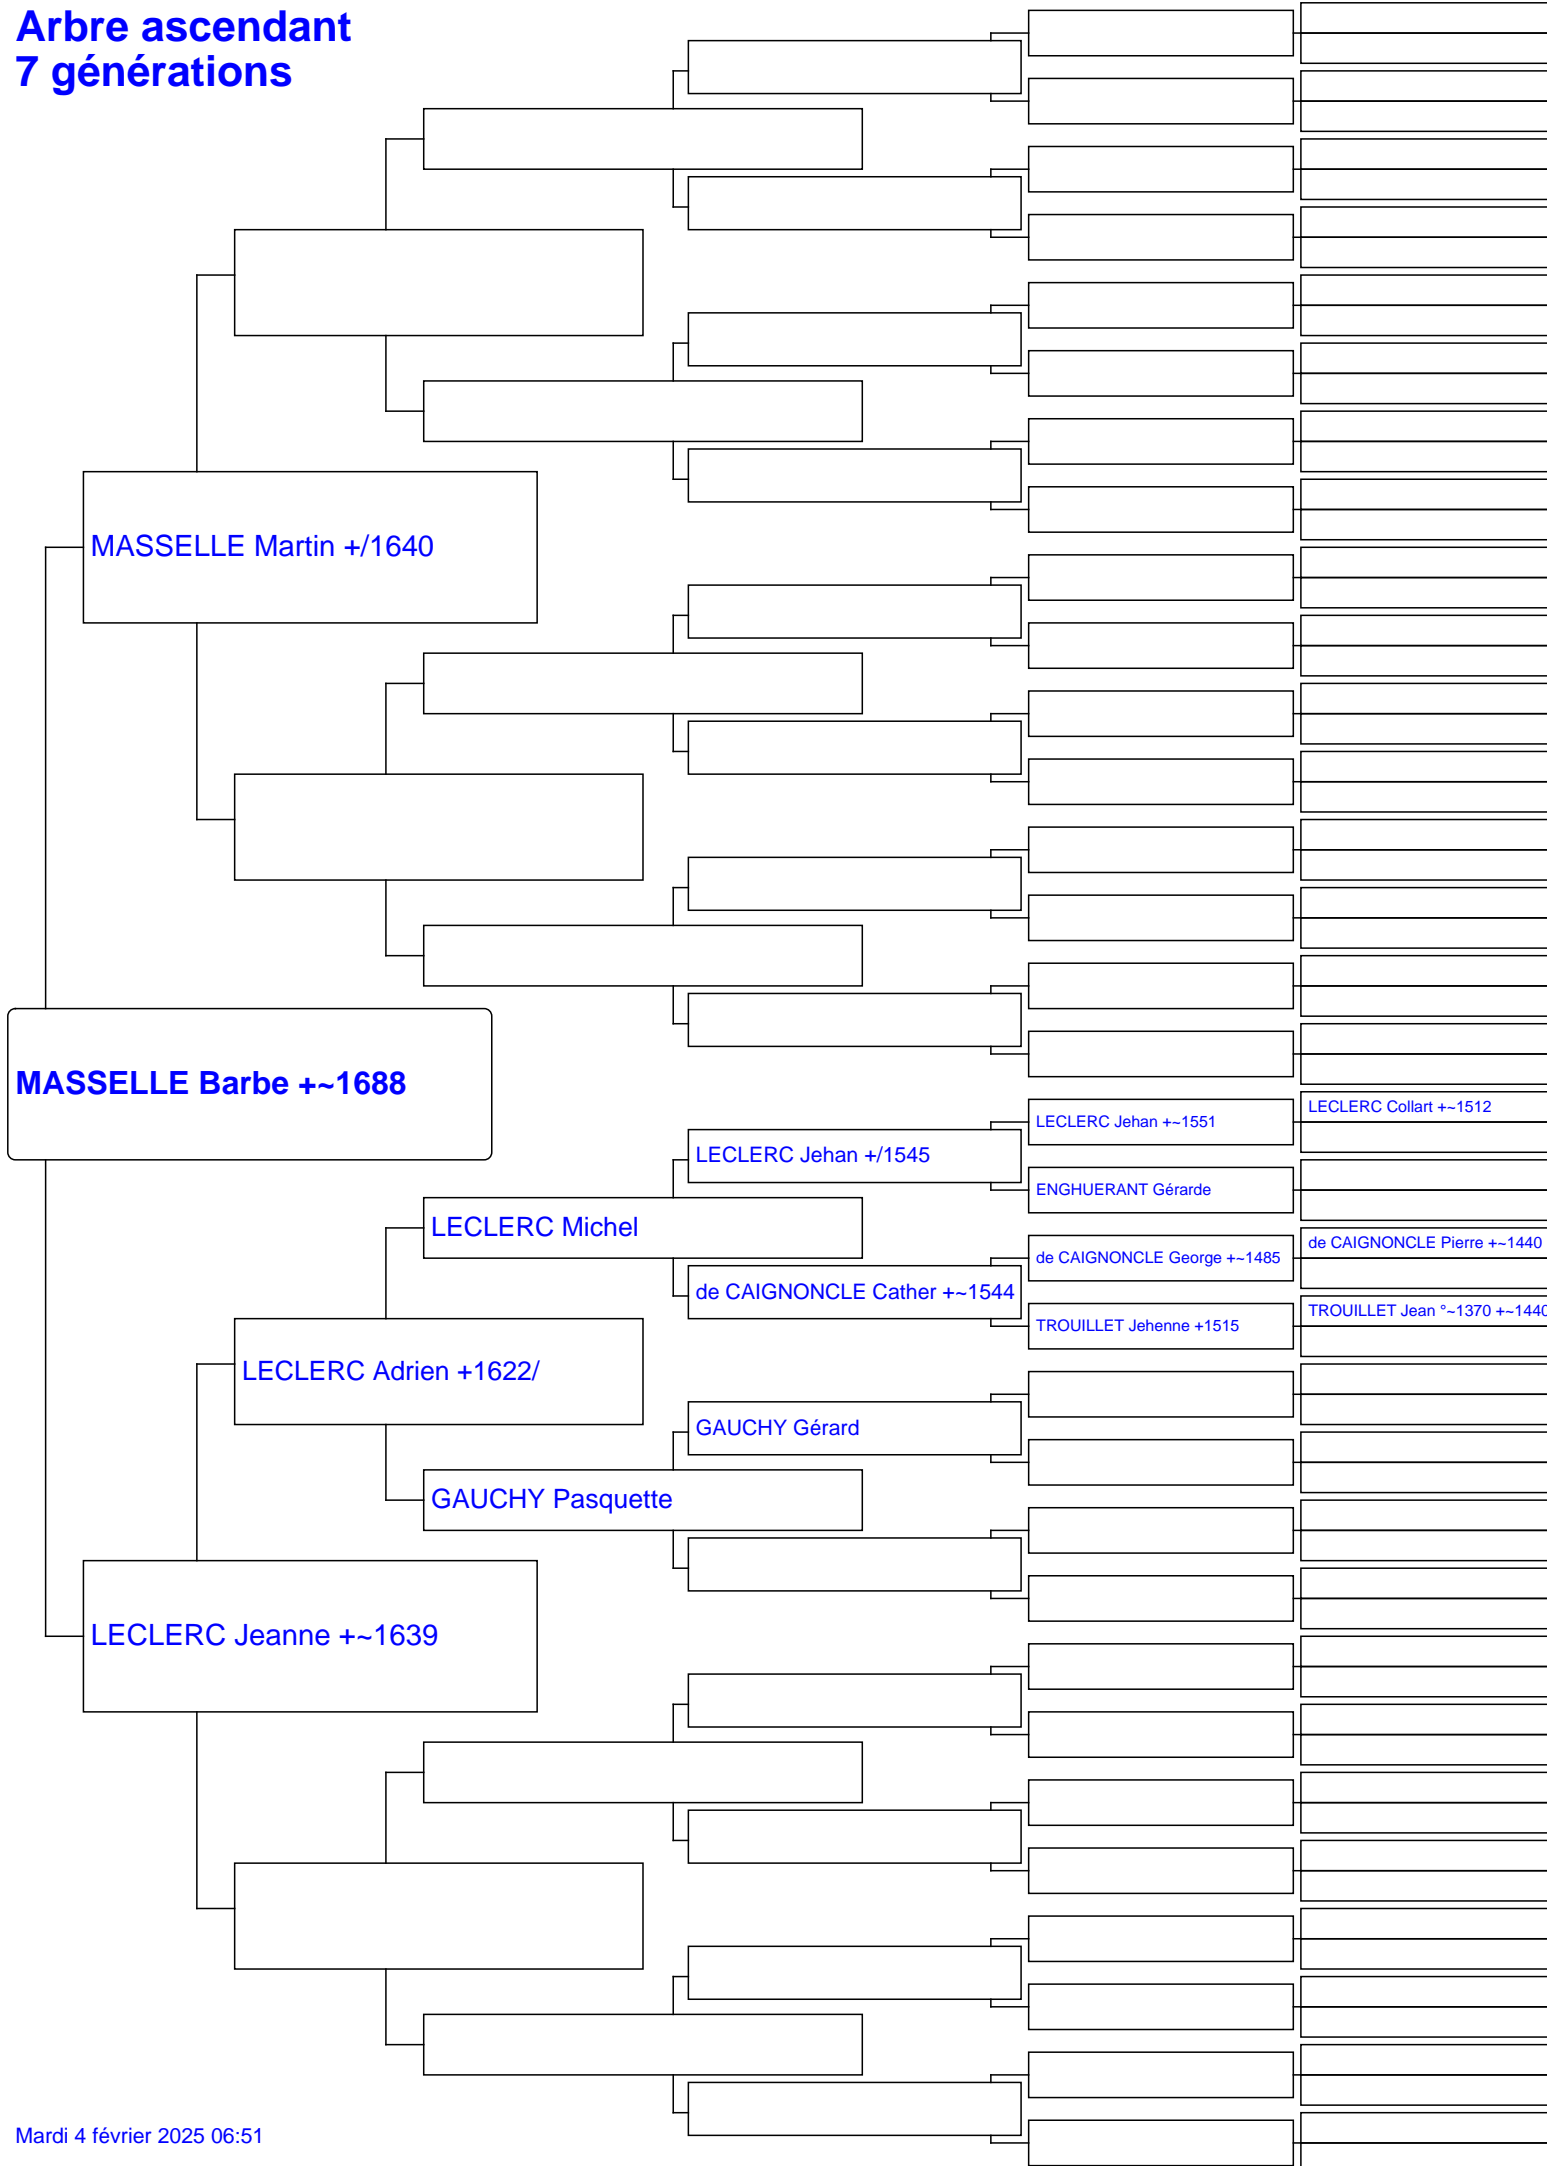 Arbre ascendant
7 générations
MASSELLE Martin +/1640
MASSELLE Barbe +~1688
LECLERC Collart +~1512
LECLERC Jehan +~1551
LECLERC Jehan +/1545
ENGHUERANT Gérarde
LECLERC Michel
de CAIGNONCLE Pierre +~1440
de CAIGNONCLE George +~1485
de CAIGNONCLE Cather +~1544
TROUILLET Jean °~1370 +~1440
TROUILLET Jehenne +1515
LECLERC Adrien +1622/
GAUCHY Gérard
GAUCHY Pasquette
LECLERC Jeanne +~1639
Mardi 4 février 2025 06:51